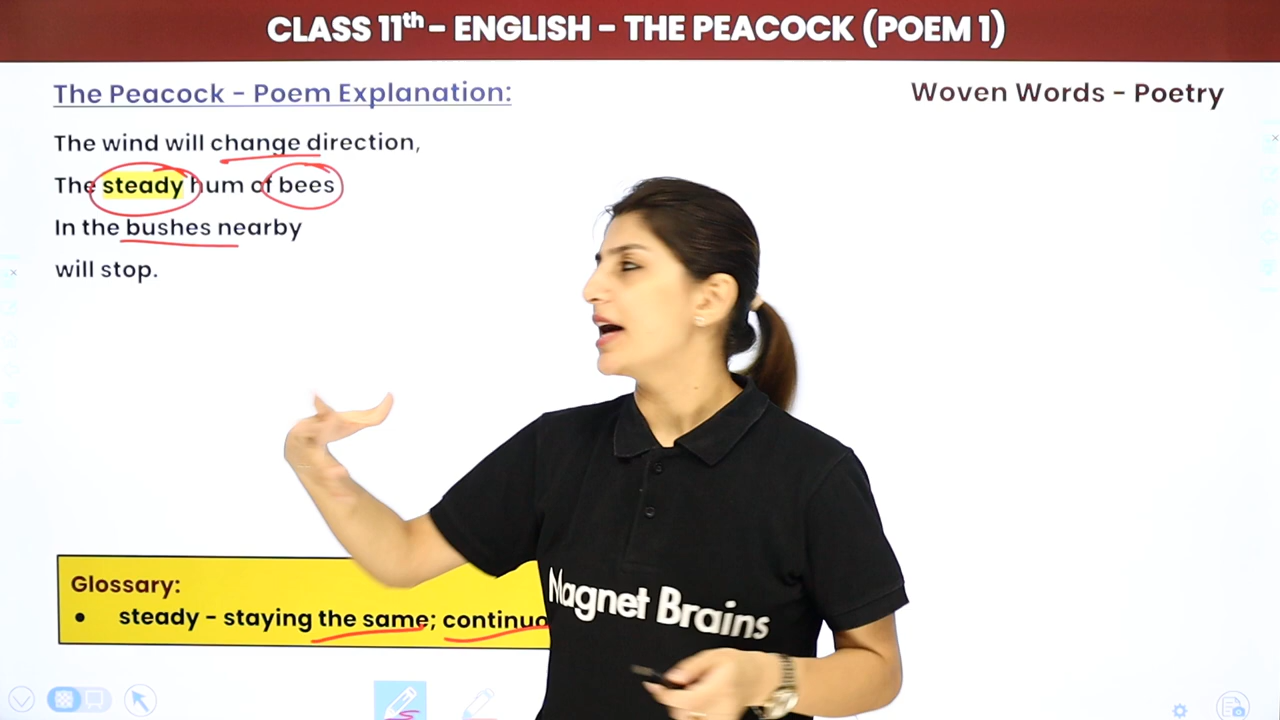 CLASS 11th - ENGLISH - THE PEACOCK (POEM 1)
The Peacock - Poem Explanation:
Woven Words - Poetry
The wind will change direction,
The steady hum of bees
In the bushes nearby
will stop.
Glossary:
• steady - staying the same;
Magnet Brains